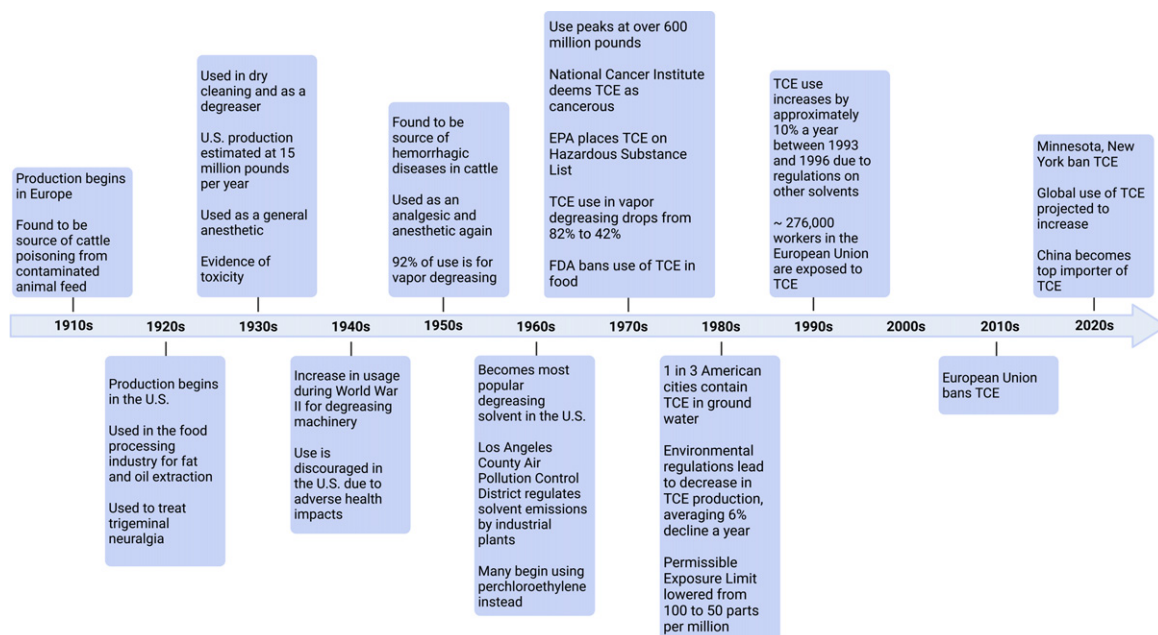 Production begins
in Europe
Found to be
source of cattle
poisoning from
contaminated
animal feed
Used in dry
cleaning and as a
degreaser
U.S. production
estimated at 15
million pounds
per year
Used as a general
anesthetic
Evidence of
toxicity
Found to be
source of
hemorrhagic
diseases in cattle
Used as an
analgesic and
anesthetic again
92% of use is for
vapor degreasing
Use peaks at over 600
million pounds
National Cancer Institute
deems TCE as
cancerous
EPA places TCE on
Hazardous Substance
List
TCE use in vapor
degreasing drops from
82% to 42%
FDA bans use of TCE in
food
TCE use
increases by
approximately
10% a year
between 1993
and 1996 due to
regulations on
other solvents
~ 276,000
workers in the
European Union
are exposed to
TCE
Minnesota, New
York ban TCE
Global use of TCE
projected to
increase
China becomes
top importer of
TCE
1910s 1920s 1930s 1940s 1950s 1960s 1970s 1980s 1990s 2000s 2010s 2020s
Production begins
in the U.S.
Used in the food
processing
industry for fat
and oil extraction
Used to treat
trigeminal
neuralgia
Increase in usage
during World War
II for degreasing
machinery
Use is
discouraged in
the U.S. due to
adverse health
impacts
Becomes most
popular
degreasing
solvent in the U.S.
Los Angeles
County Air
Pollution Control
District regulates
solvent emissions
by industrial
plants
Many begin using
perchloroethylene
instead
1 in 3 American
cities contain
TCE in ground
water
Environmental
regulations lead
to decrease in
TCE production,
averaging 6%
decline a year
Permissible
Exposure Limit
lowered from
100 to 50 parts
per million
European Union
bans TCE